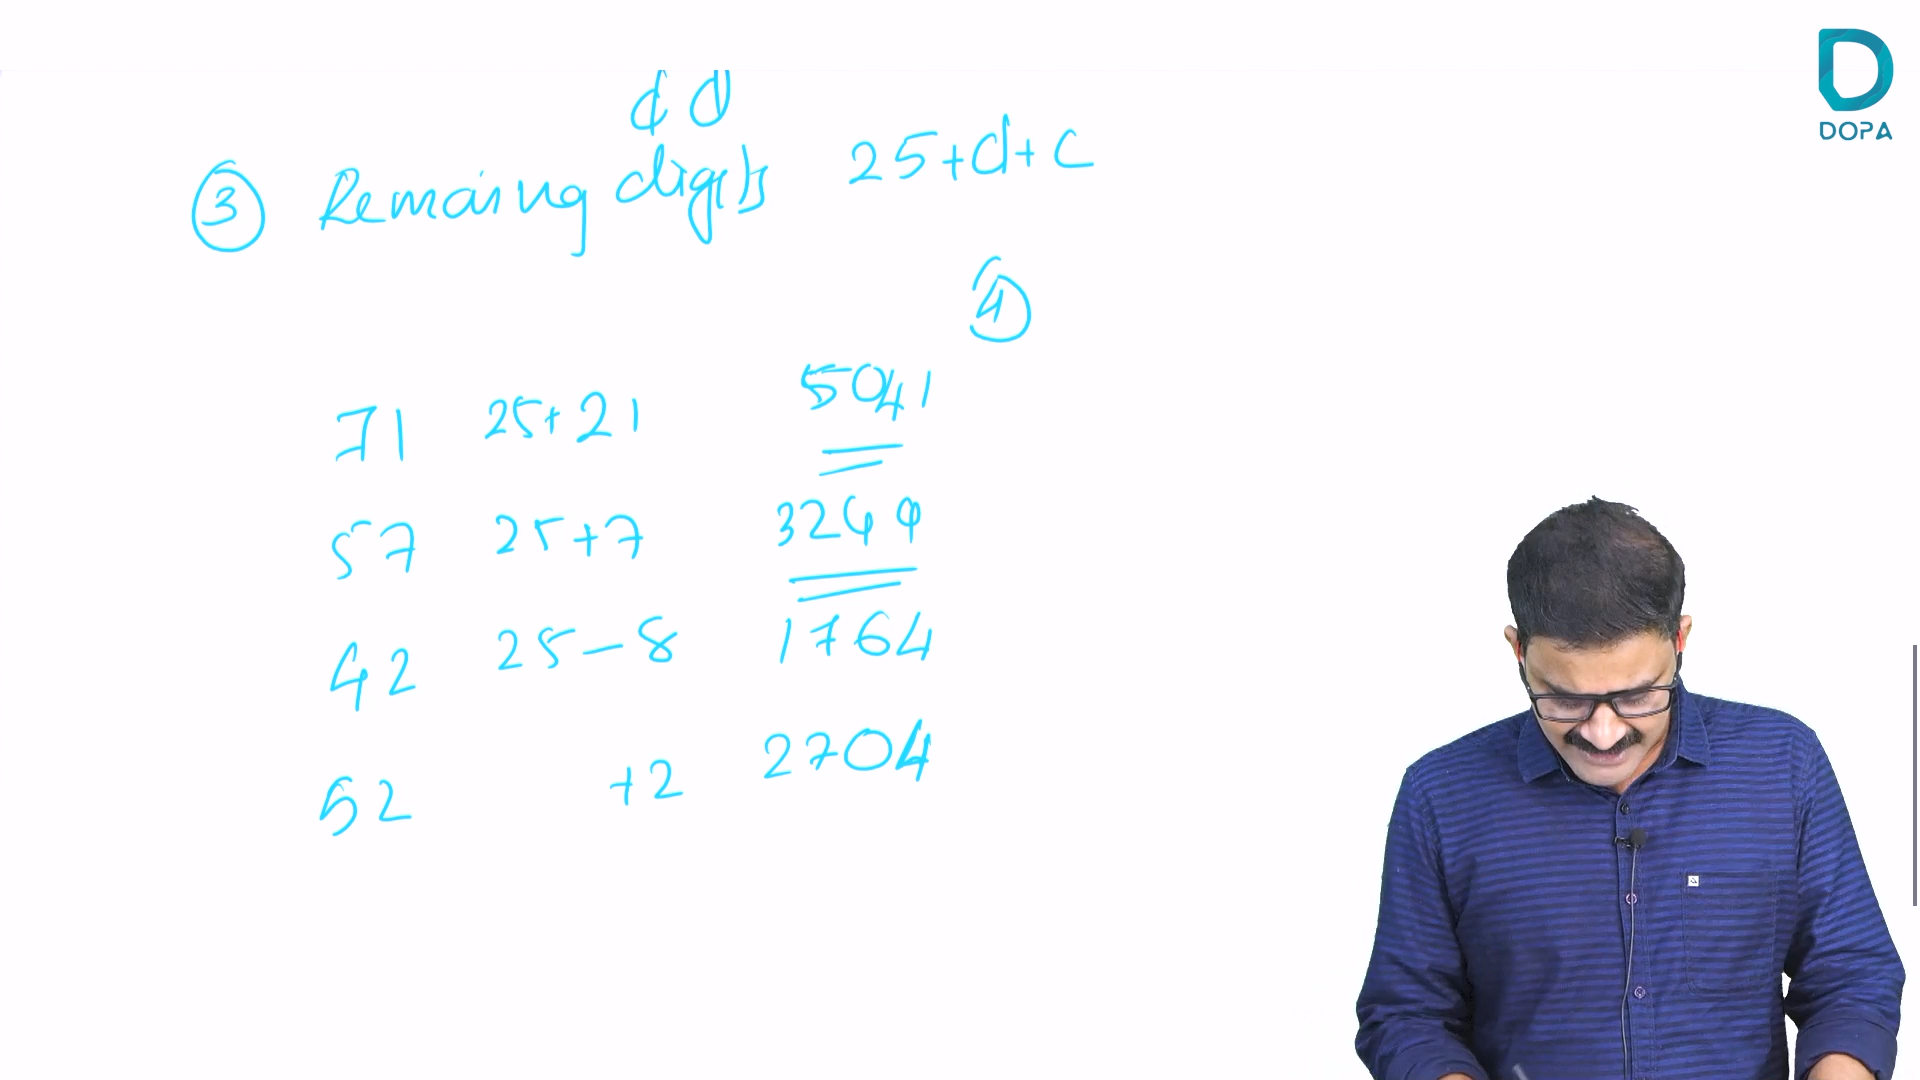 DOPA
d d
③ Remaining digits 25+d+c
④
71 25+21 5041
57 25+7 3249
42 25-8 1764
52 +2 2704